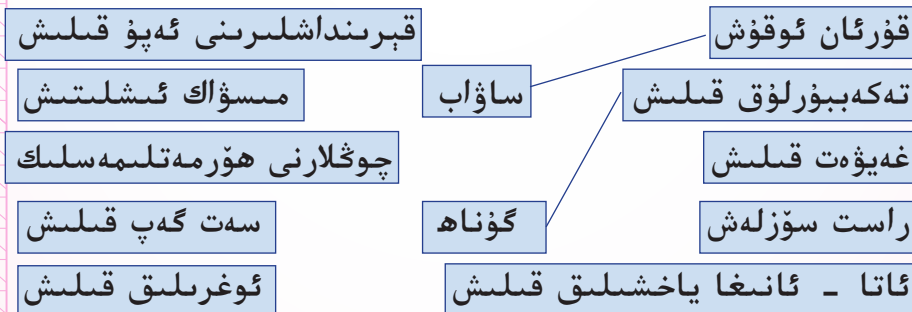 قۇرئان ئوقۇش
تەكەببۇرلۇق قىلىش
غەيۋەت قىلىش
راست سۆزلەش
ئاتا - ئانىغا ياخشىلىق قىلىش
ساۋاب
گۇناھ
قېرىنداشلىرىنى ئەپۇ قىلىش
مىسۋاك ئىشلىتىش
چوڭلارنى ھۆرمەتلىمەسلىك
سەت گەپ قىلىش
ئوغرىلىق قىلىش